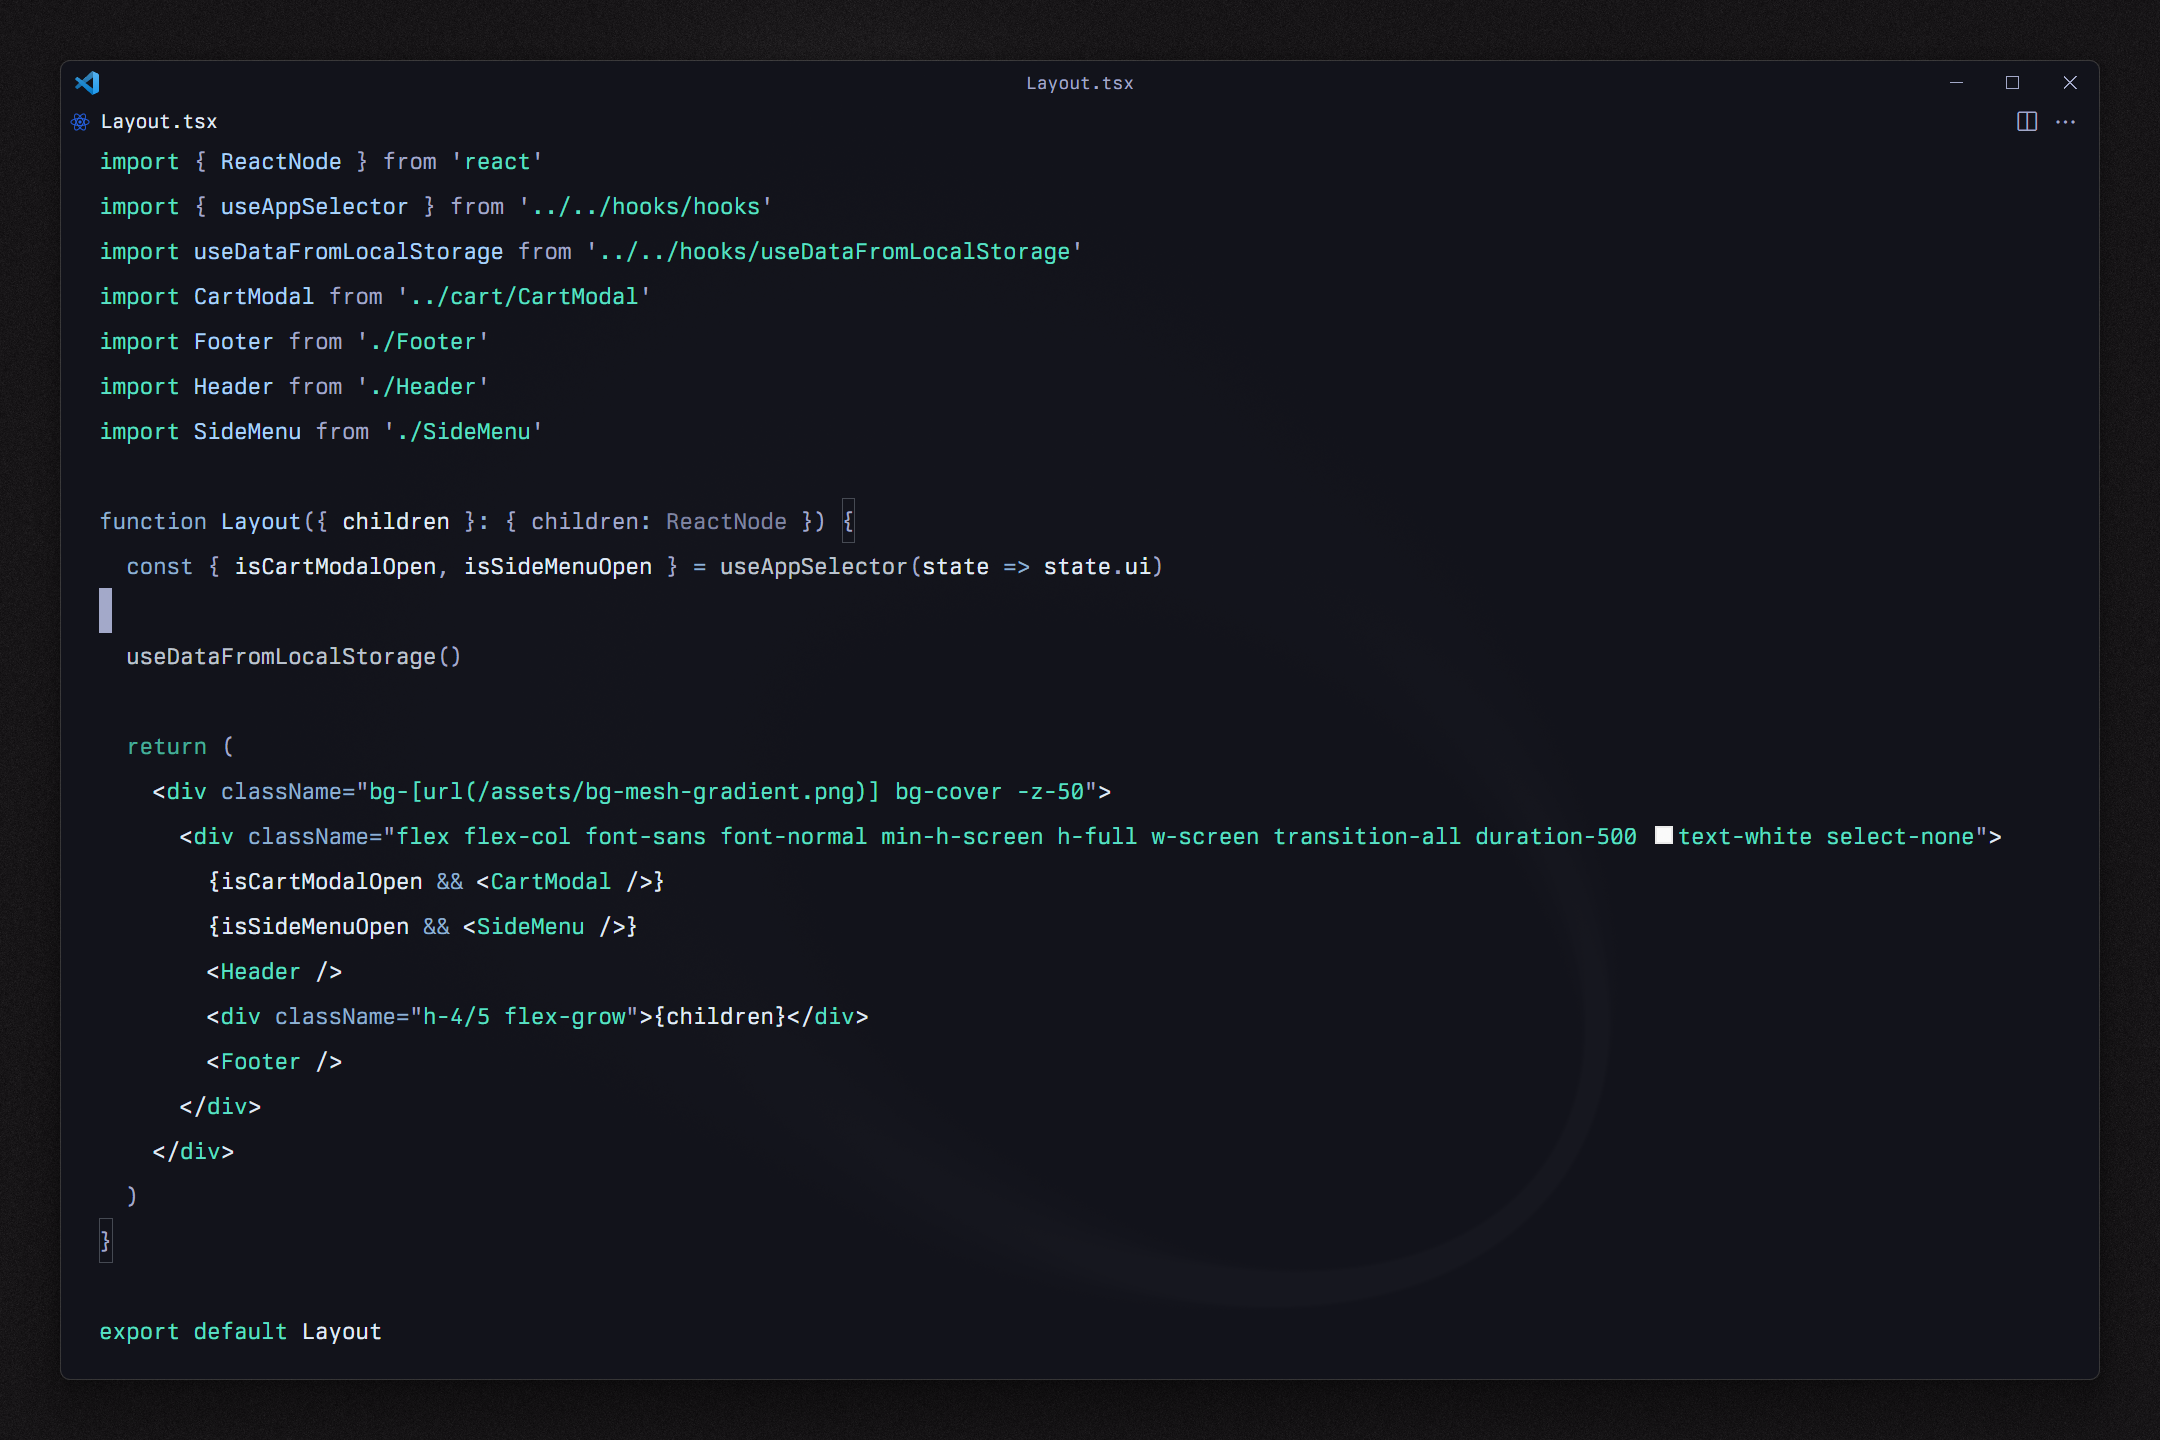 Layout.tsx
Layout.tsx
import { ReactNode } from 'react'
import { useAppSelector } from '../../hooks/hooks'
import useDataFromLocalStorage from '../../hooks/useDataFromLocalStorage'
import CartModal from '../cart/CartModal'
import Footer from './Footer'
import Header from './Header'
import SideMenu from './SideMenu'

function Layout({ children }: { children: ReactNode }) {
  const { isCartModalOpen, isSideMenuOpen } = useAppSelector(state => state.ui)

  useDataFromLocalStorage()

  return (
    <div className="bg-[url(/assets/bg-mesh-gradient.png)] bg-cover -z-50">
      <div className="flex flex-col font-sans font-normal min-h-screen h-full w-screen transition-all duration-500 text-white select-none">
        {isCartModalOpen && <CartModal />}
        {isSideMenuOpen && <SideMenu />}
        <Header />
        <div className="h-4/5 flex-grow">{children}</div>
        <Footer />
      </div>
    </div>
  )
}

export default Layout